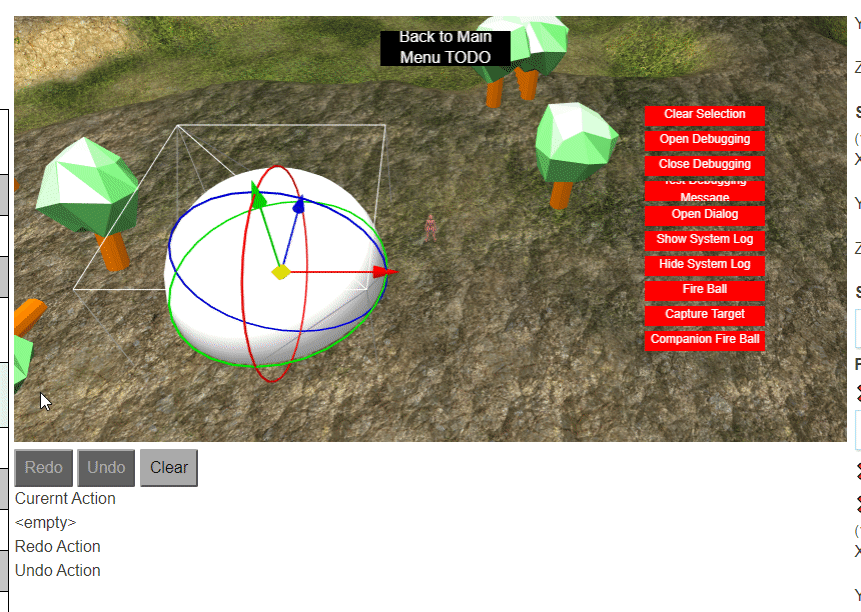 Back to Main
Menu TODO
Clear Selection
Open Debugging
Close Debugging
Test Debugging
Message
Open Dialog
Show System Log
Hide System Log
Fire Ball
Capture Target
Companion Fire Ball
Redo
Undo
Clear
Curernt Action
<empty>
Redo Action
Undo Action